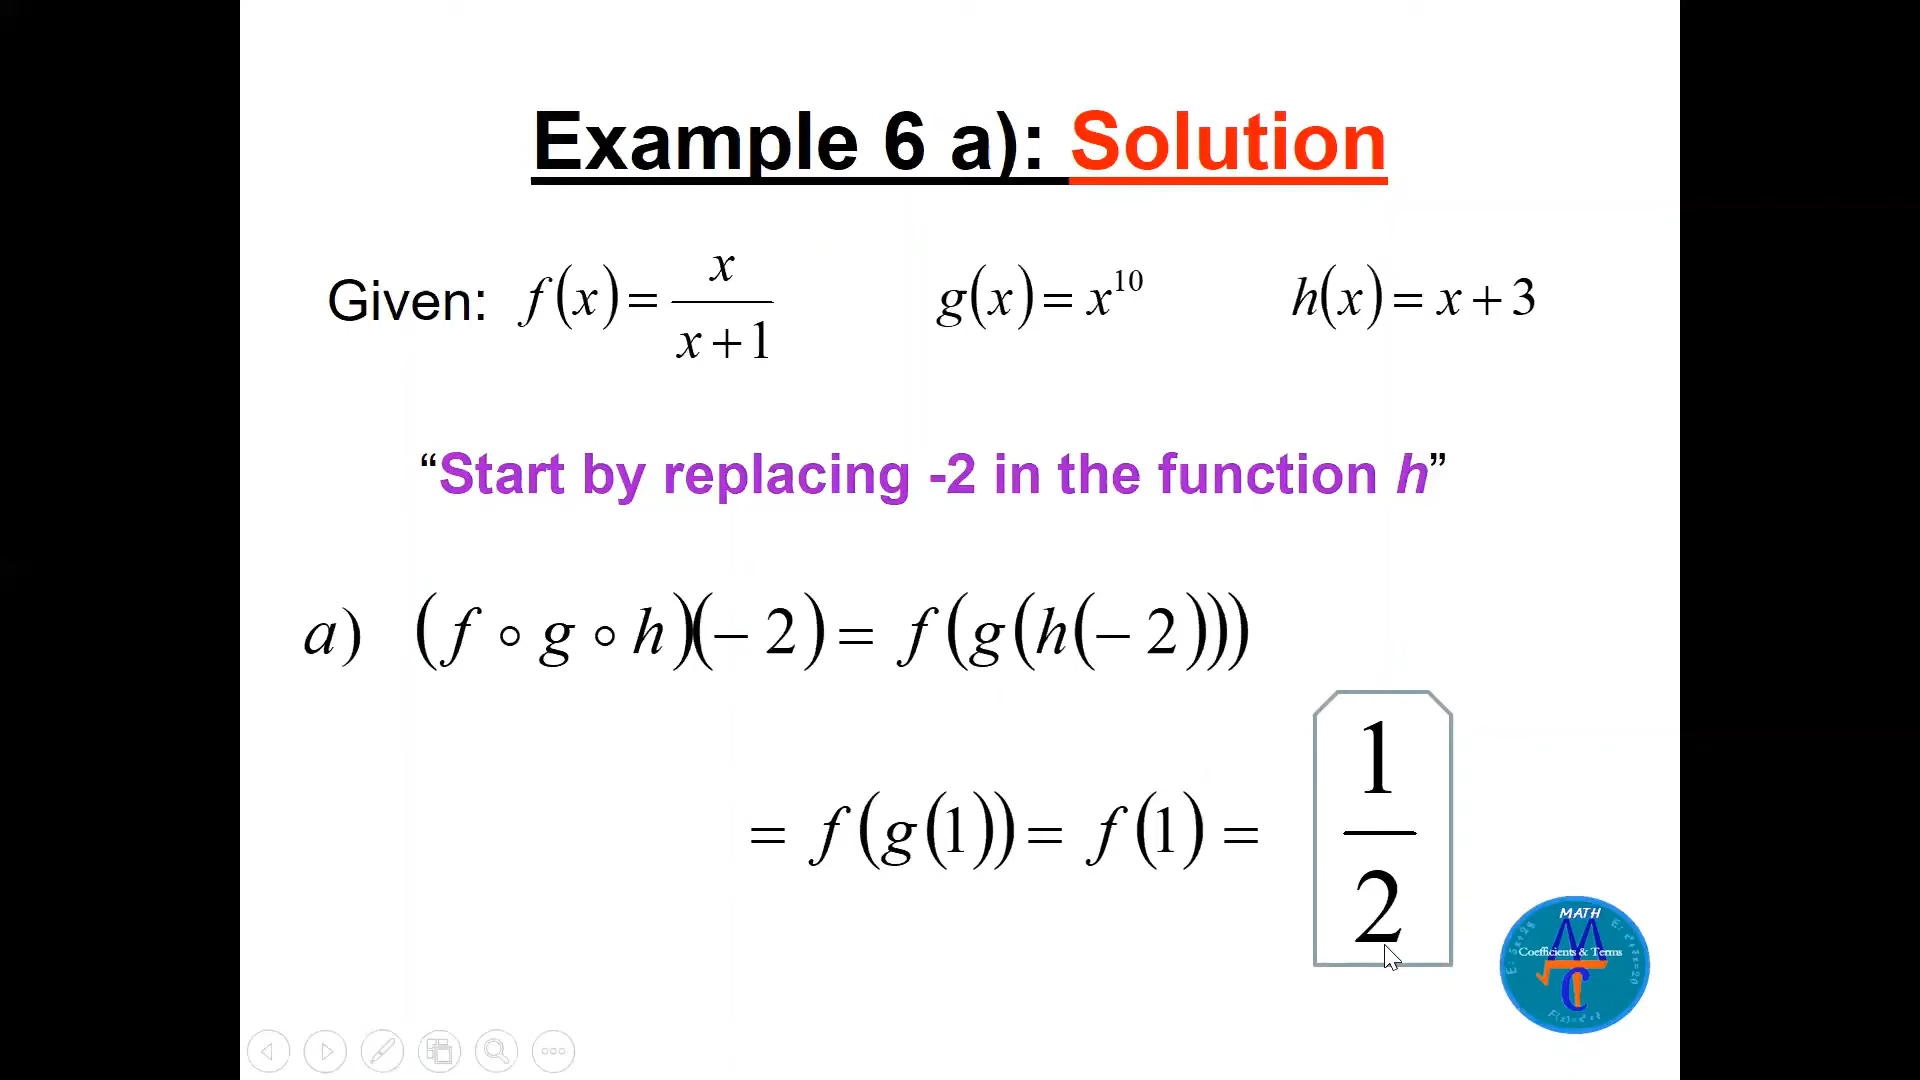 Example 6 a): Solution
Given: f(x) = x/(x+1) g(x) = x¹⁰ h(x) = x + 3
“Start by replacing -2 in the function h”
a) (f ∘ g ∘ h)(− 2) = f(g(h(− 2)))
= f(g(1)) = f(1) = 1/2
MATH
Coefficients & Terms